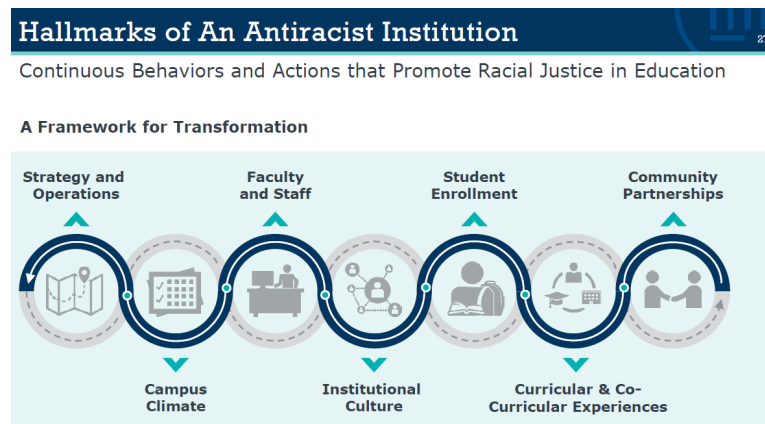 Hallmarks of An Antiracist Institution
27
Continuous Behaviors and Actions that Promote Racial Justice in Education
A Framework for Transformation
Strategy and
Operations
Faculty
and Staff
Student
Enrollment
Community
Partnerships
Campus
Climate
Institutional
Culture
Curricular & Co-
Curricular Experiences